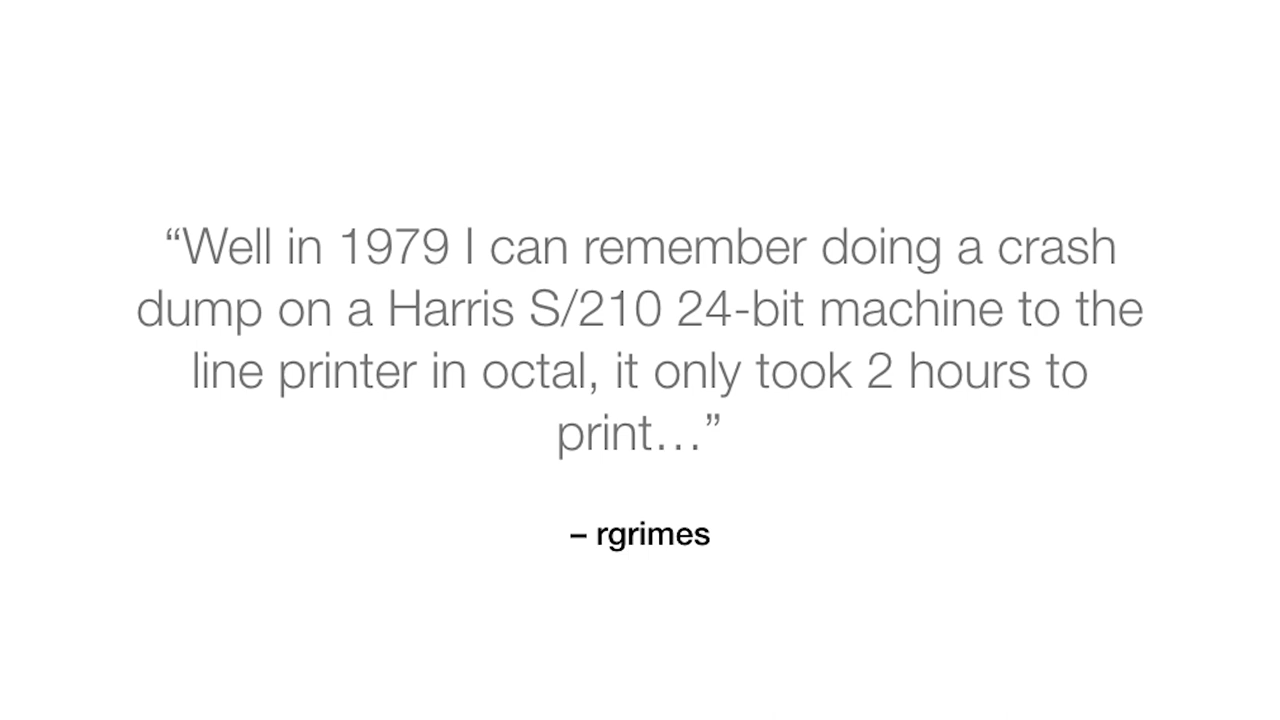 “Well in 1979 I can remember doing a crash
dump on a Harris S/210 24-bit machine to the
line printer in octal, it only took 2 hours to
print…”
– rgrimes